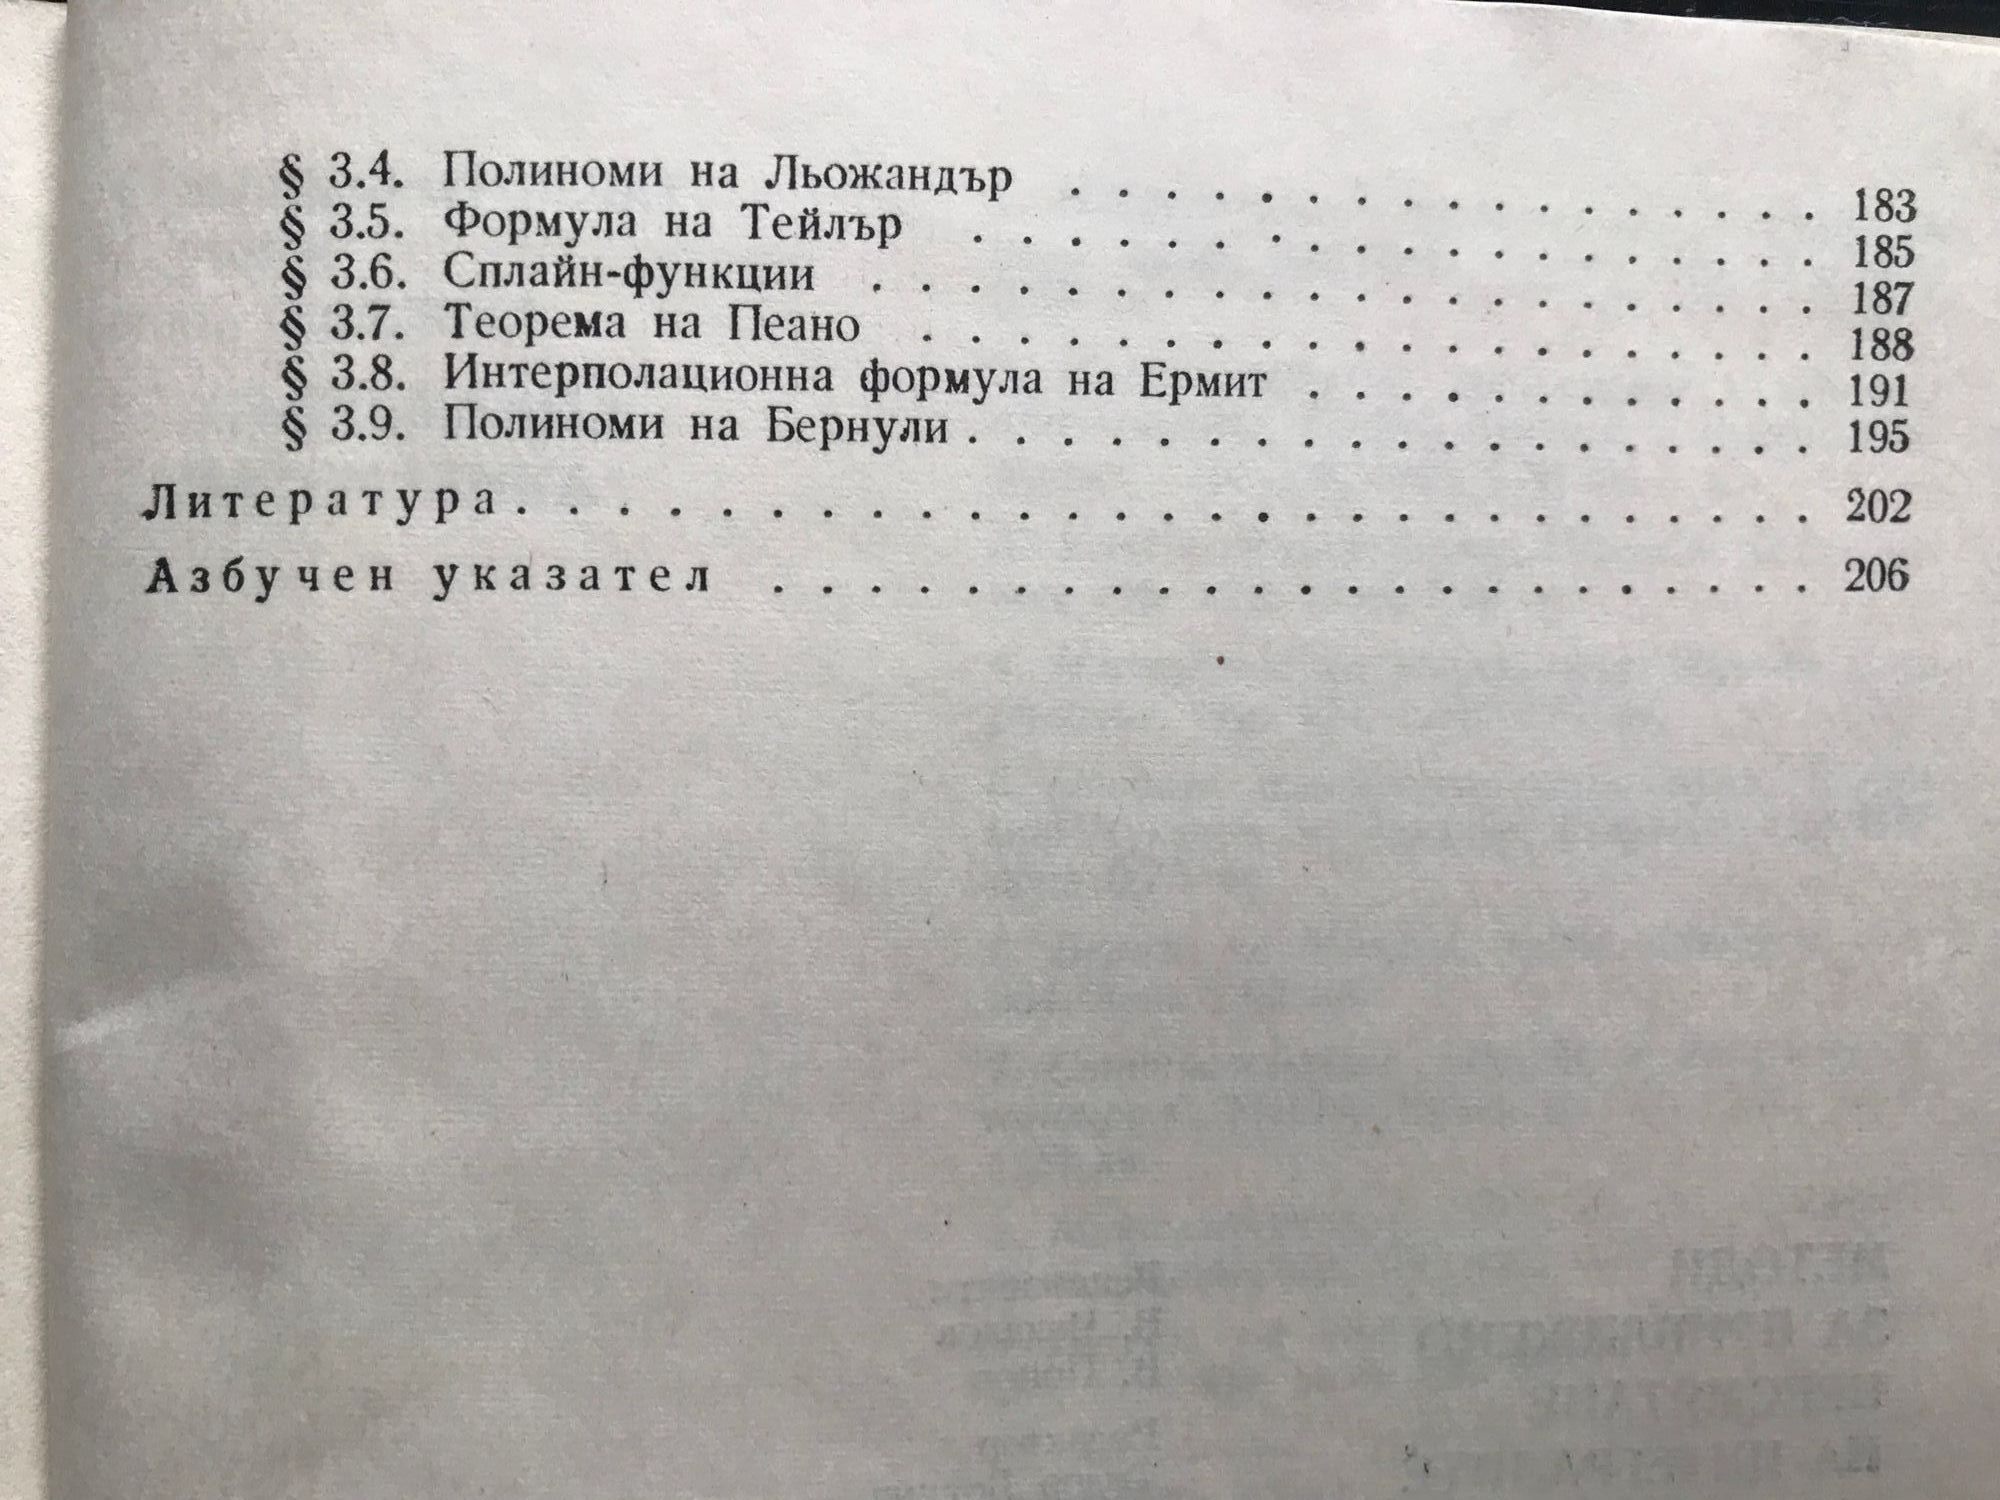 § 3.4. Полиноми на Льожандър . . . . . . . . . . . . . . . . . 183
§ 3.5. Формула на Тейлър . . . . . . . . . . . . . . . . . . 185
§ 3.6. Сплайн-функции . . . . . . . . . . . . . . . . . . . . 187
§ 3.7. Теорема на Пеано . . . . . . . . . . . . . . . . . . . 188
§ 3.8. Интерполационна формула на Ермит . . . . . . . . . . . 191
§ 3.9. Полиноми на Бернули . . . . . . . . . . . . . . . . . . 195
Литература . . . . . . . . . . . . . . . . . . . . . . . . . . 202
Азбучен указател . . . . . . . . . . . . . . . . . . . . . . 206